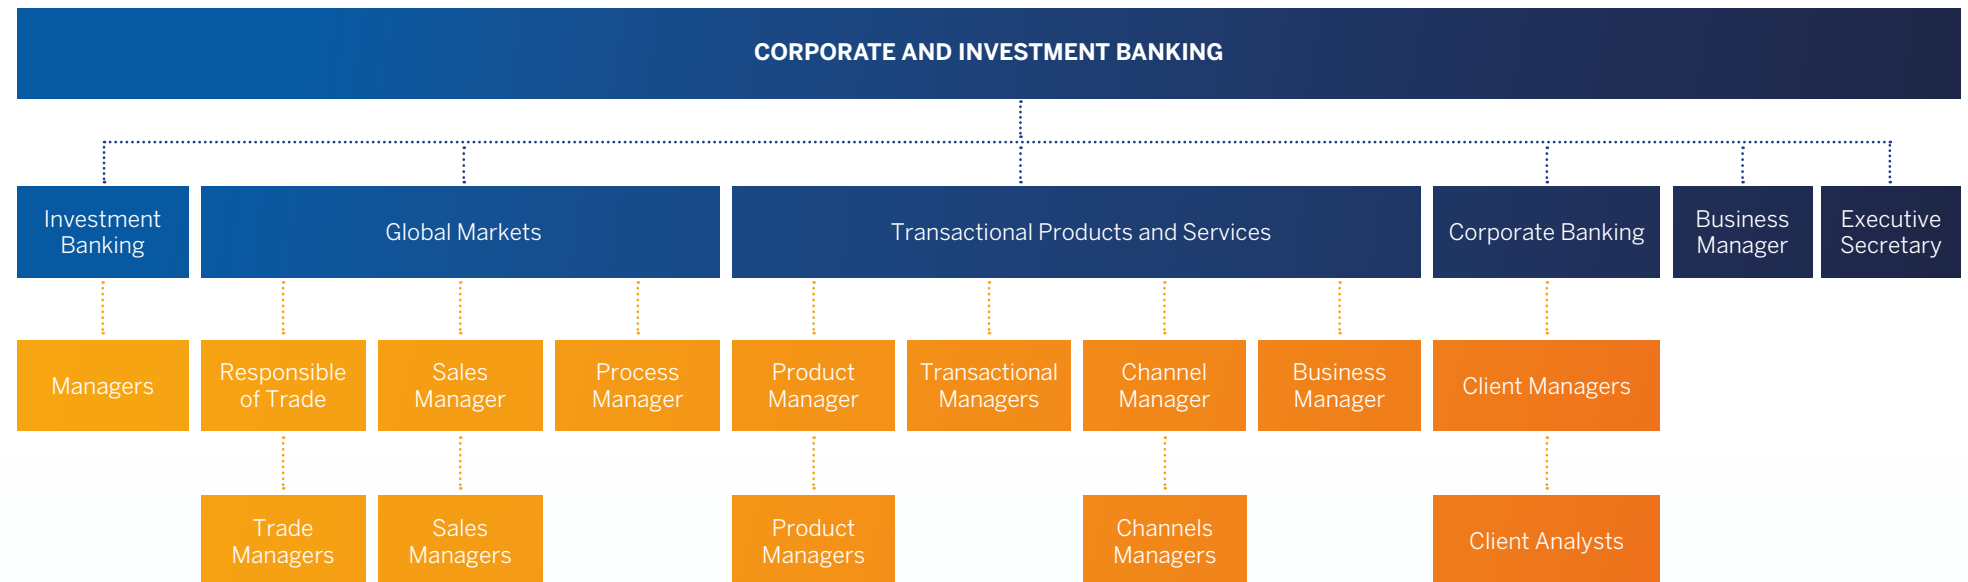 CORPORATE AND INVESTMENT BANKING
Investment
Banking
Global Markets
Transactional Products and Services
Corporate Banking
Business
Manager
Executive
Secretary
Managers
Responsible
of Trade
Sales
Manager
Process
Manager
Product
Manager
Transactional
Managers
Channel
Manager
Business
Manager
Client Managers
Trade
Managers
Sales
Managers
Product
Managers
Channels
Managers
Client Analysts